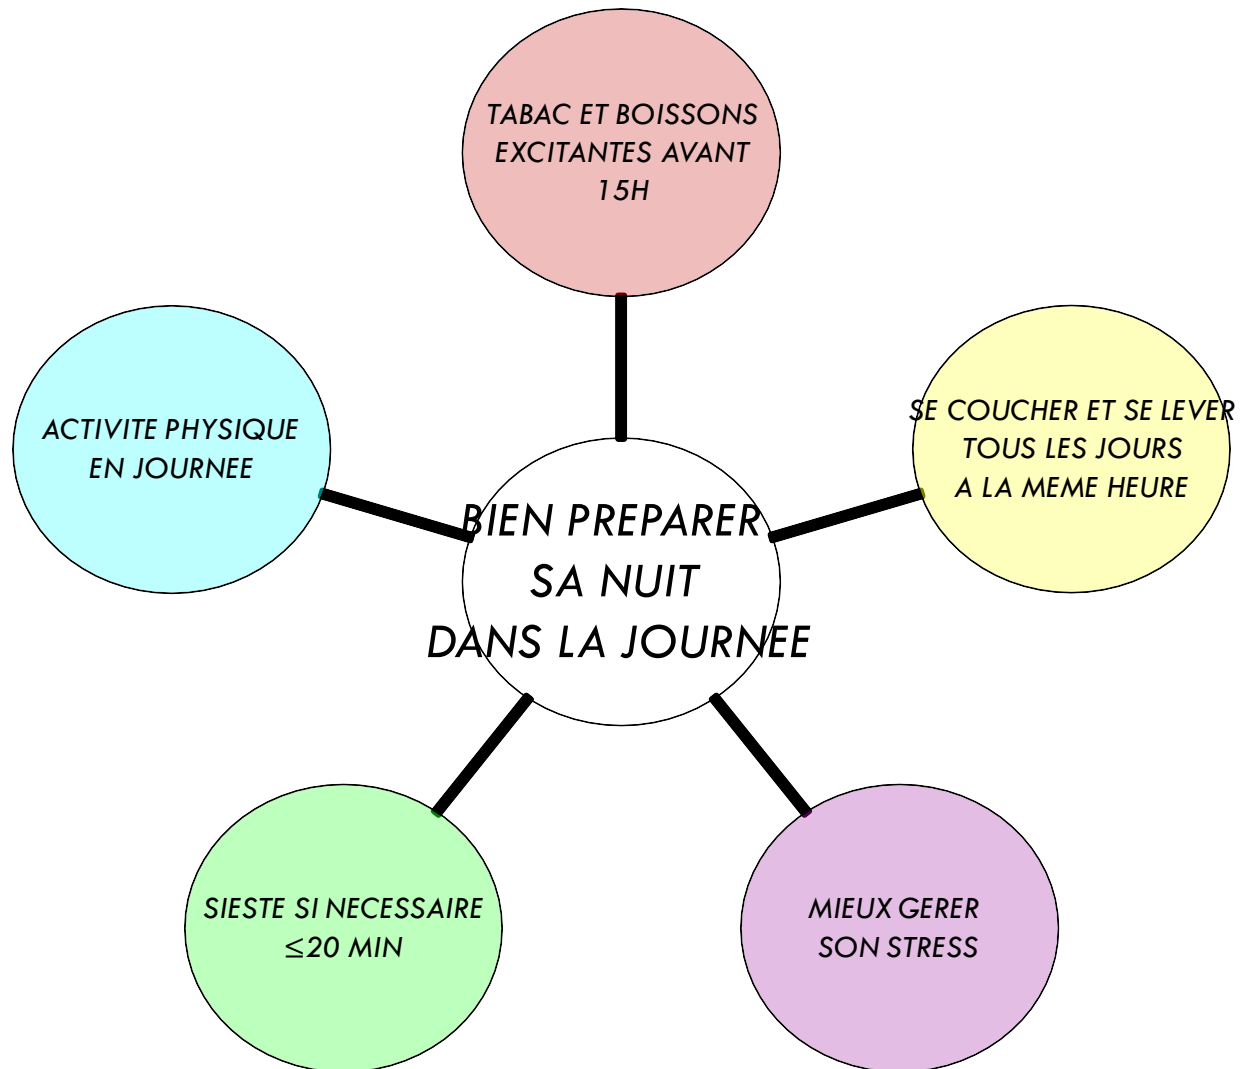 TABAC ET BOISSONS
EXCITANTES AVANT
15H
SE COUCHER ET SE LEVER
TOUS LES JOURS
A LA MEME HEURE
ACTIVITE PHYSIQUE
EN JOURNEE
BIEN PREPARER
SA NUIT
DANS LA JOURNEE
SIESTE SI NECESSAIRE
≤20 MIN
MIEUX GERER
SON STRESS